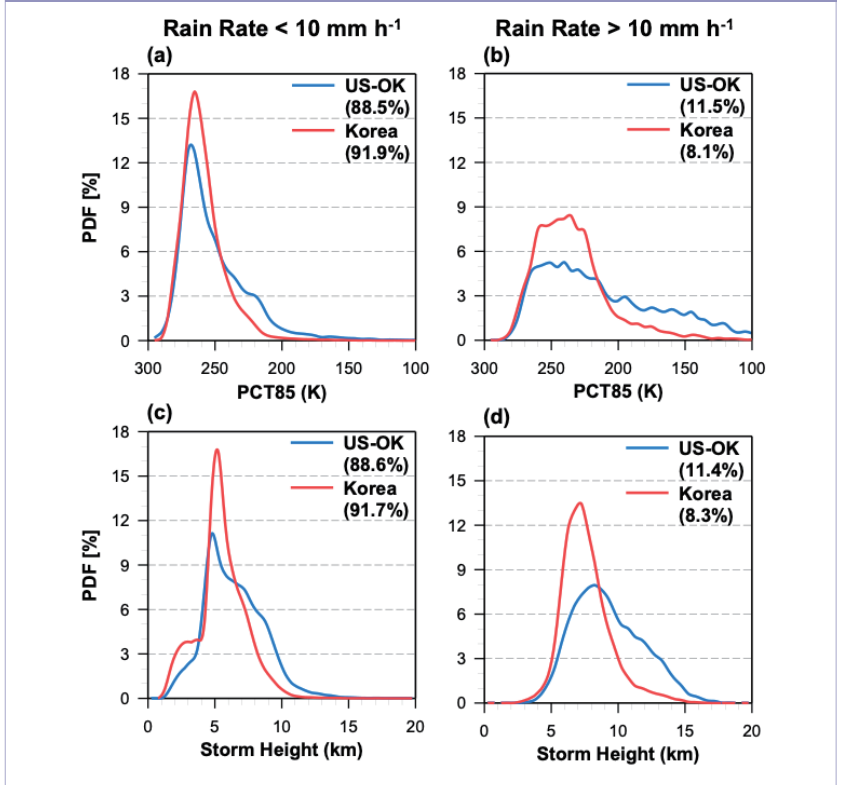 Rain Rate < 10 mm h-1
Rain Rate > 10 mm h-1
(a)
(b)
18
15
12
9
6
3
0
PDF [%]
US-OK
(88.5%)
Korea
(91.9%)
300 250 200 150 100
PCT85 (K)
18
15
12
9
6
3
0
US-OK
(11.5%)
Korea
(8.1%)
300 250 200 150 100
PCT85 (K)
(c)
(d)
18
15
12
9
6
3
0
PDF [%]
US-OK
(88.6%)
Korea
(91.7%)
0 5 10 15 20
Storm Height (km)
18
15
12
9
6
3
0
US-OK
(11.4%)
Korea
(8.3%)
0 5 10 15 20
Storm Height (km)